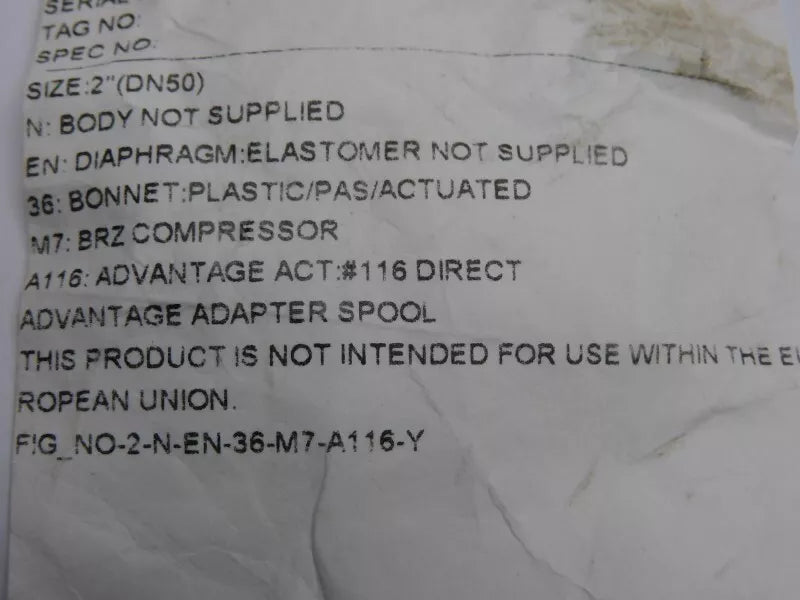 SERIAL
TAG NO:
SPEC NO:
SIZE:2"(DN50)
N: BODY NOT SUPPLIED
EN: DIAPHRAGM:ELASTOMER NOT SUPPLIED
36: BONNET:PLASTIC/PAS/ACTUATED
M7: BRZ COMPRESSOR
A116: ADVANTAGE ACT:#116 DIRECT
ADVANTAGE ADAPTER SPOOL
THIS PRODUCT IS NOT INTENDED FOR USE WITHIN THE EU
ROPEAN UNION.
FIG_NO-2-N-EN-36-M7-A116-Y